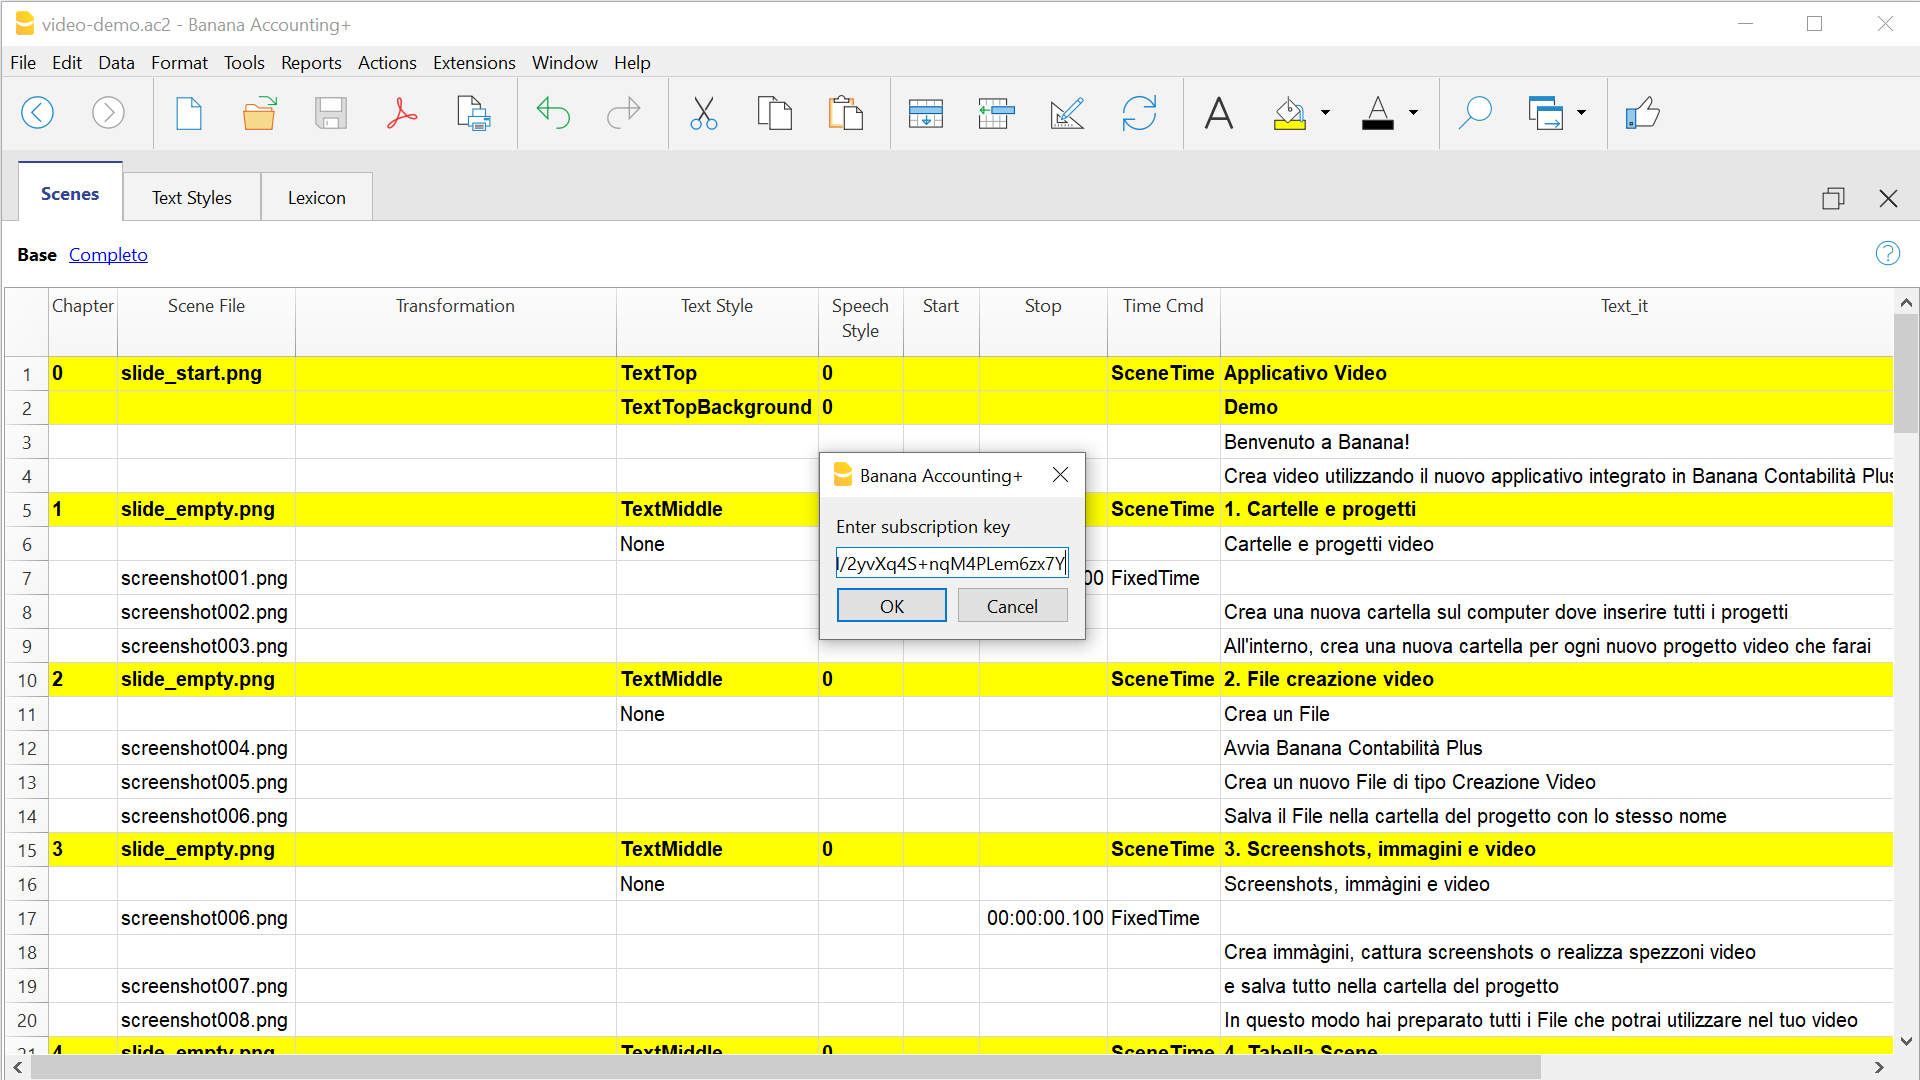 video-demo.ac2 - Banana Accounting+
File Edit Data Format Tools Reports Actions Extensions Window Help
Scenes Text Styles Lexicon
Base Completo
Chapter Scene File Transformation Text Style Speech Style Start Stop Time Cmd Text_it
1 0 slide_start.png TextTop 0 SceneTime Applicativo Video
2 TextTopBackground 0 Demo
3 Benvenuto a Banana!
4 Crea video utilizzando il nuovo applicativo integrato in Banana Contabilità Plus
5 1 slide_empty.png TextMiddle SceneTime 1. Cartelle e progetti
6 None Cartelle e progetti video
7 screenshot001.png 00 FixedTime
8 screenshot002.png Crea una nuova cartella sul computer dove inserire tutti i progetti
9 screenshot003.png All'interno, crea una nuova cartella per ogni nuovo progetto video che farai
10 2 slide_empty.png TextMiddle 0 SceneTime 2. File creazione video
11 None Crea un File
12 screenshot004.png Avvia Banana Contabilità Plus
13 screenshot005.png Crea un nuovo File di tipo Creazione Video
14 screenshot006.png Salva il File nella cartella del progetto con lo stesso nome
15 3 slide_empty.png TextMiddle 0 SceneTime 3. Screenshots, immagini e video
16 None Screenshots, immàgini e video
17 screenshot006.png 00:00:00.100 FixedTime
18 Crea immàgini, cattura screenshots o realizza spezzoni video
19 screenshot007.png e salva tutto nella cartella del progetto
20 screenshot008.png In questo modo hai preparato tutti i File che potrai utilizzare nel tuo video
21 4 slide_empty.png TextMiddle 0 SceneTime 4. Tabella Scene
Banana Accounting+
Enter subscription key
/2yvXq4S+nqM4PLem6zx7Y
OK Cancel